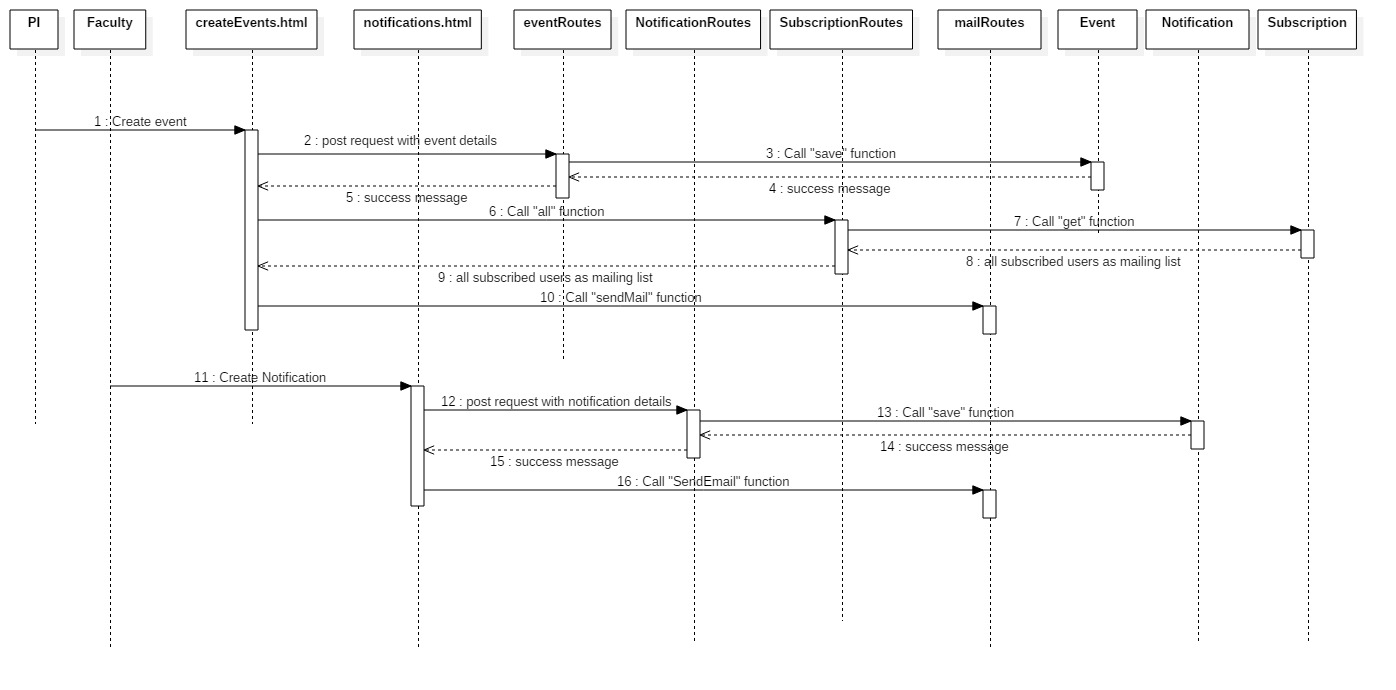 PI
Faculty
createEvents.html
notifications.html
eventRoutes
NotificationRoutes
SubscriptionRoutes
mailRoutes
Event
Notification
Subscription
1 : Create event
2 : post request with event details
3 : Call "save" function
4 : success message
5 : success message
6 : Call "all" function
7 : Call "get" function
8 : all subscribed users as mailing list
9 : all subscribed users as mailing list
10 : Call "sendMail" function
11 : Create Notification
12 : post request with notification details
13 : Call "save" function
14 : success message
15 : success message
16 : Call "SendEmail" function